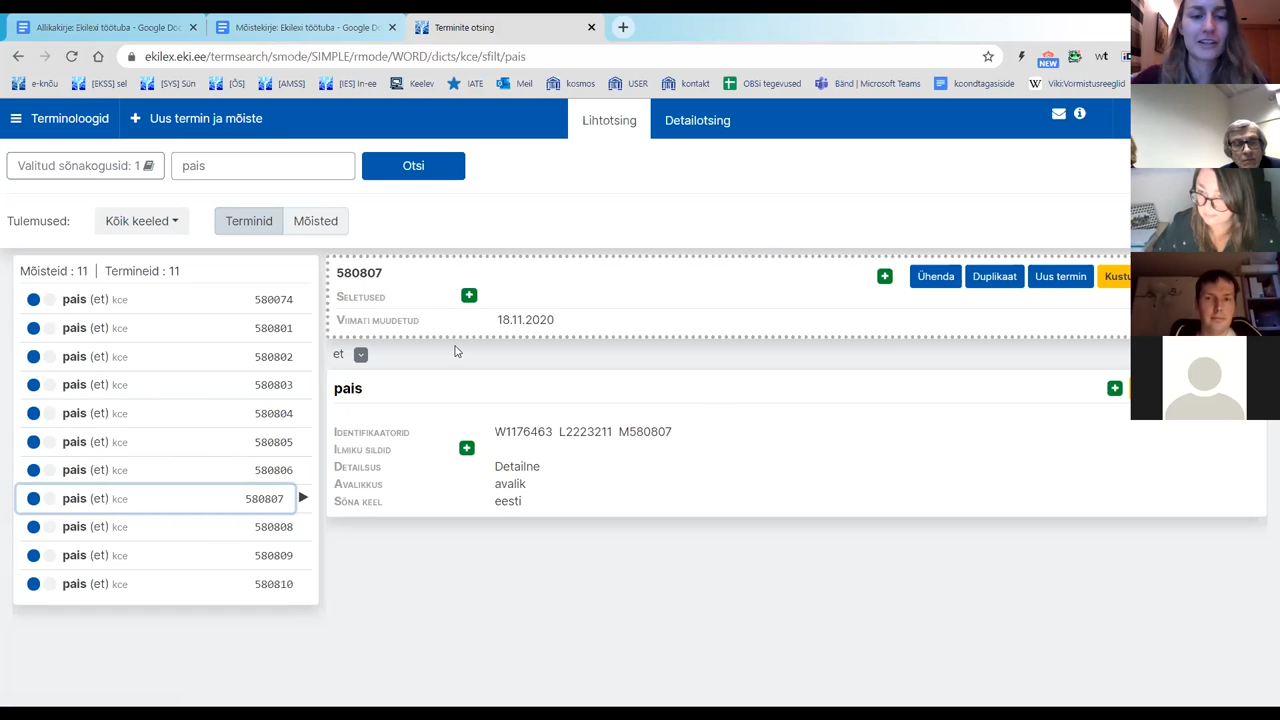 Allikakirje: Ekilexi töötuba - Google Do
Mõistekirje: Ekilexi töötuba - Google D
Terminite otsing
ekilex.eki.ee/termsearch/smode/SIMPLE/rmode/WORD/dicts/kce/sfilt/pais
NEW
wt
e-knõu
[EKSS] sel
[SY] Sün
[ÕS]
[AMSS]
[IES] In-ee
Keelev
IATE
Meil
kosmos
USER
kontakt
OBSi tegevused
Bänd | Microsoft Teams
koondtagasiside
Viki:Vormistusreeglid
Terminoloogid
Uus termin ja mõiste
Lihtotsing
Detailotsing
Valitud sõnakogusid: 1
pais
Otsi
Tulemused:
Kõik keeled
Terminid
Mõisted
Mõisteid : 11 | Termineid : 11
pais (et) kce 580074
pais (et) kce 580801
pais (et) kce 580802
pais (et) kce 580803
pais (et) kce 580804
pais (et) kce 580805
pais (et) kce 580806
pais (et) kce 580807
pais (et) kce 580808
pais (et) kce 580809
pais (et) kce 580810
580807
Ühenda
Duplikaat
Uus termin
Kustu
Seletused
Viimati muudetud 18.11.2020
et
pais
Identifikaatorid W1176463 L2223211 M580807
Ilmiku sildid
Detailsus Detailne
Avalikkus avalik
Sõna keel eesti